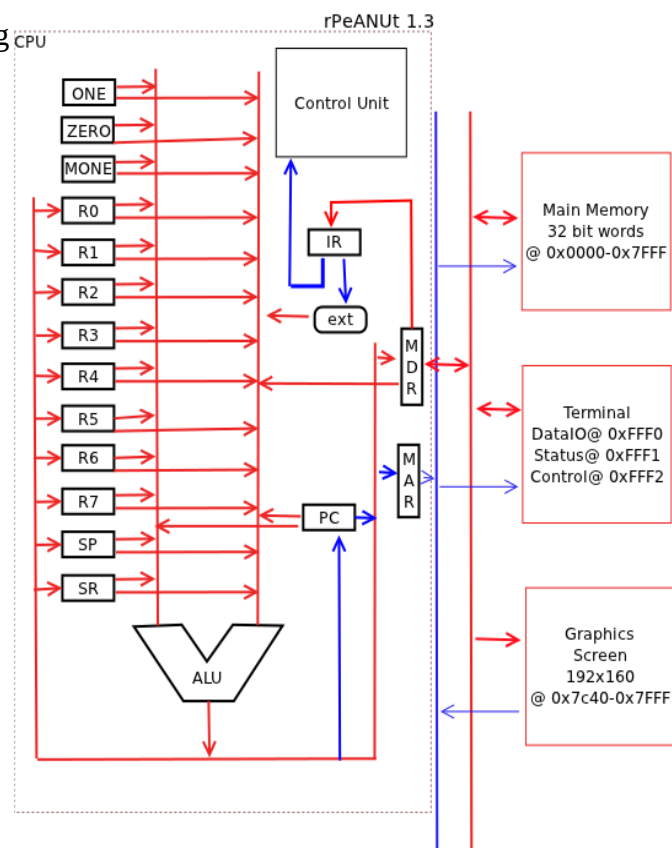 rPeANUt 1.3
g
CPU
ONE
ZERO
MONE
R0
R1
R2
R3
R4
R5
R6
R7
SP
SR
ALU
Control Unit
IR
ext
MDR
MAR
PC
Main Memory
32 bit words
@ 0x0000-0x7FFF
Terminal
DataIO@ 0xFFF0
Status@ 0xFFF1
Control@ 0xFFF2
Graphics
Screen
192x160
@ 0x7c40-0x7FFF